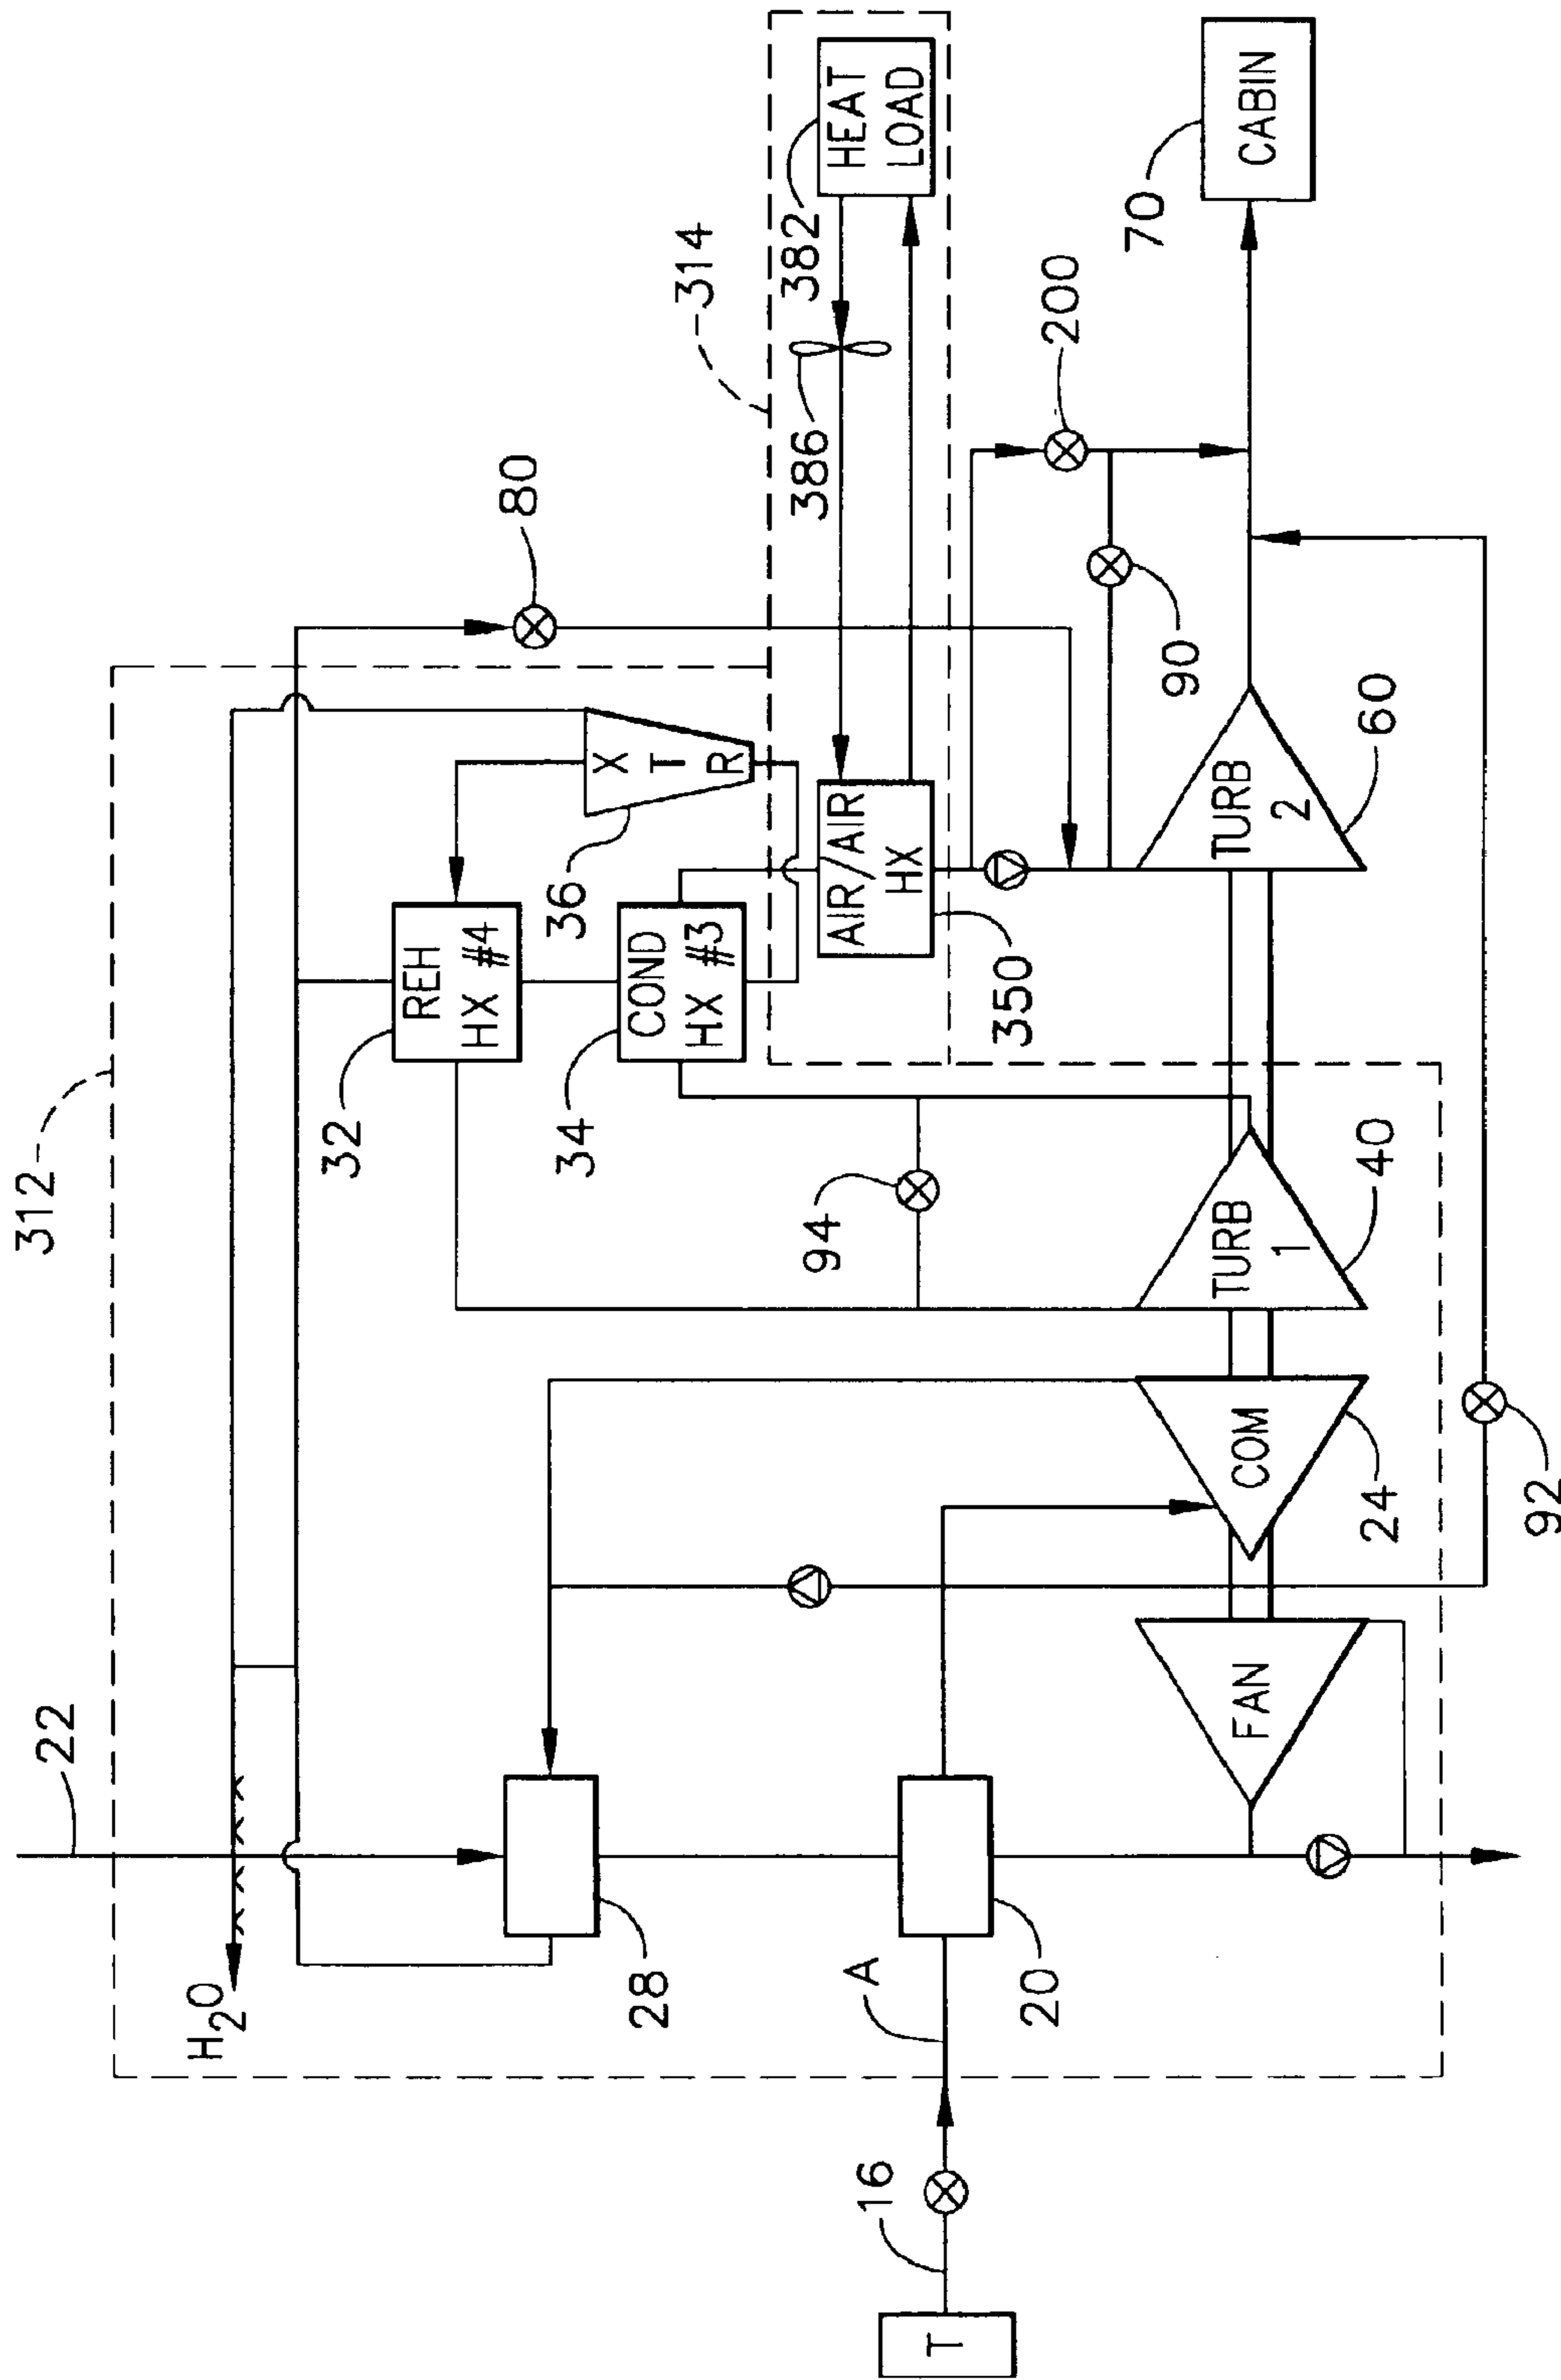 312
314
22
H₂O
80
32
REH
HX #4
36
X
T
R
34
COND
HX #3
382
386
HEAT
LOAD
28
94
AIR/AIR
HX
350
200
16
A
20
90
70
CABIN
T
FAN
COM
24
TURB
1
40
TURB
2
60
92